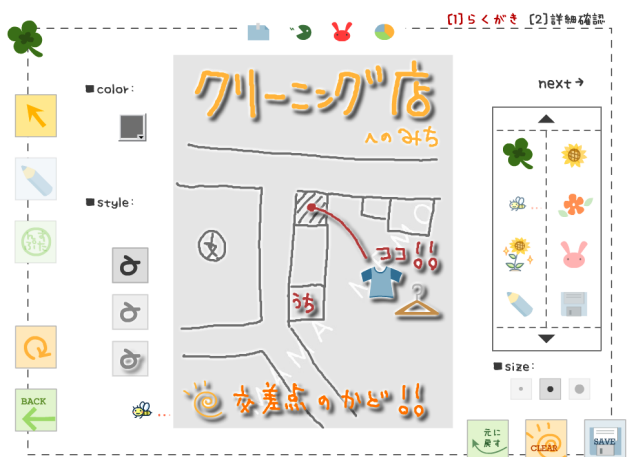 [1]らくがき [2]詳細確認
next→
■color:
■style:
クリーニング店
へのみち
文
ココ!!
うち
交差点のかど!!
BACK
■size:
元に
戻す
CLEAR
SAVE